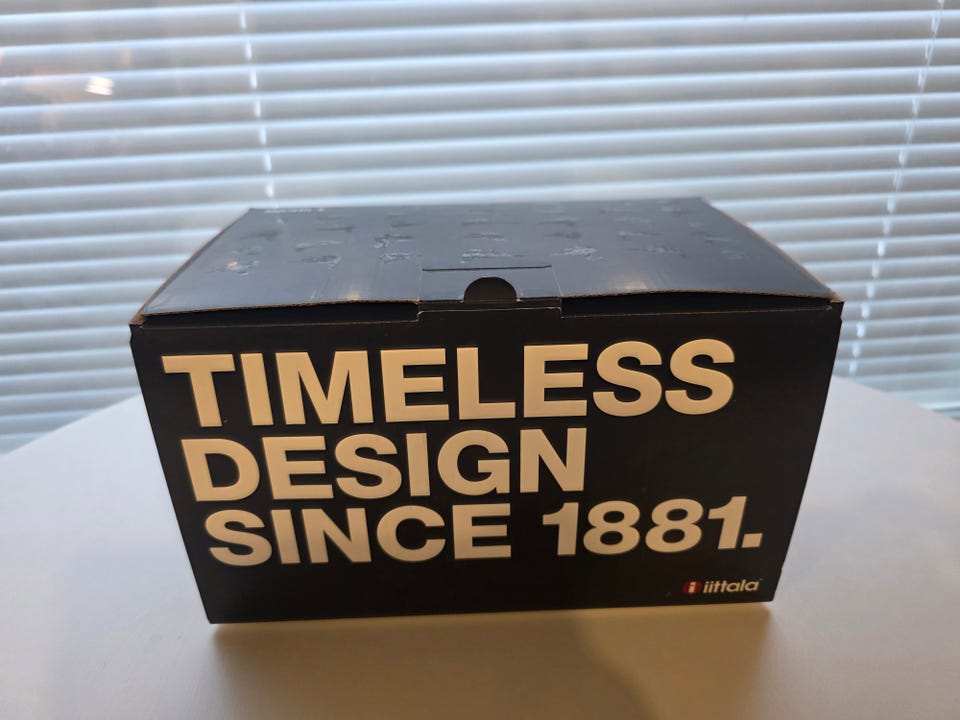 TIMELESS
DESIGN
SINCE 1881.
iittala